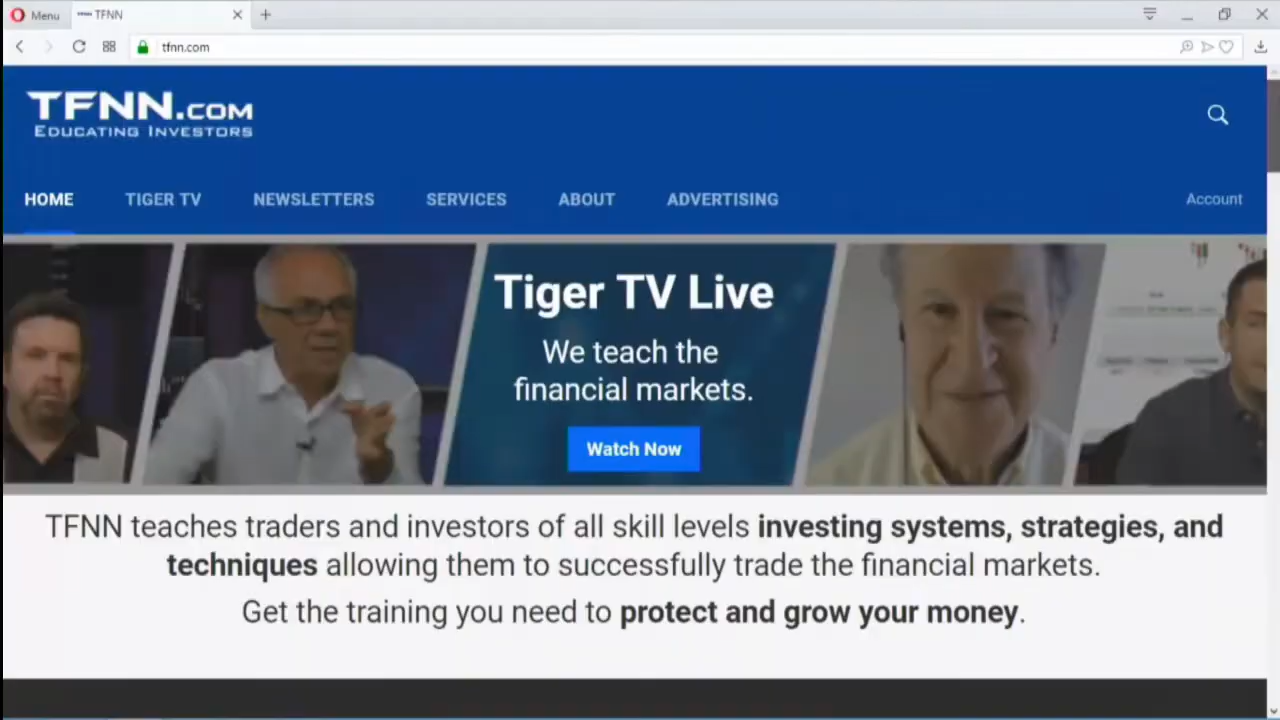 Menu
TFNN
tfnn.com
TFNN.COM
EDUCATING INVESTORS
HOME
TIGER TV
NEWSLETTERS
SERVICES
ABOUT
ADVERTISING
Account
Tiger TV Live
We teach the
financial markets.
Watch Now
TFNN teaches traders and investors of all skill levels investing systems, strategies, and
techniques allowing them to successfully trade the financial markets.
Get the training you need to protect and grow your money.